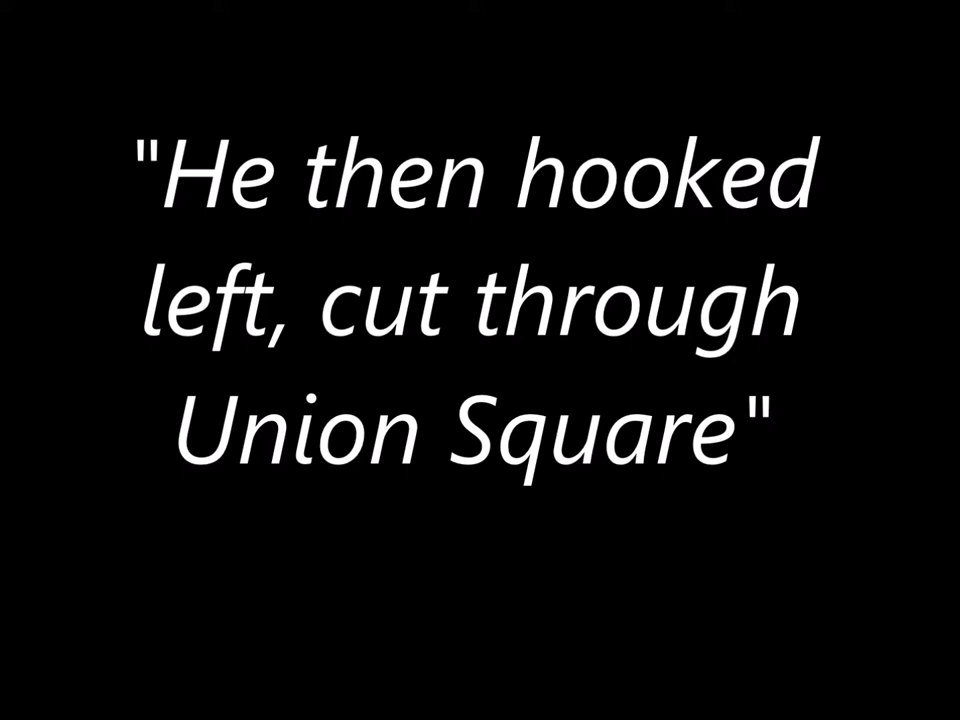 "He then hooked
left, cut through
Union Square"